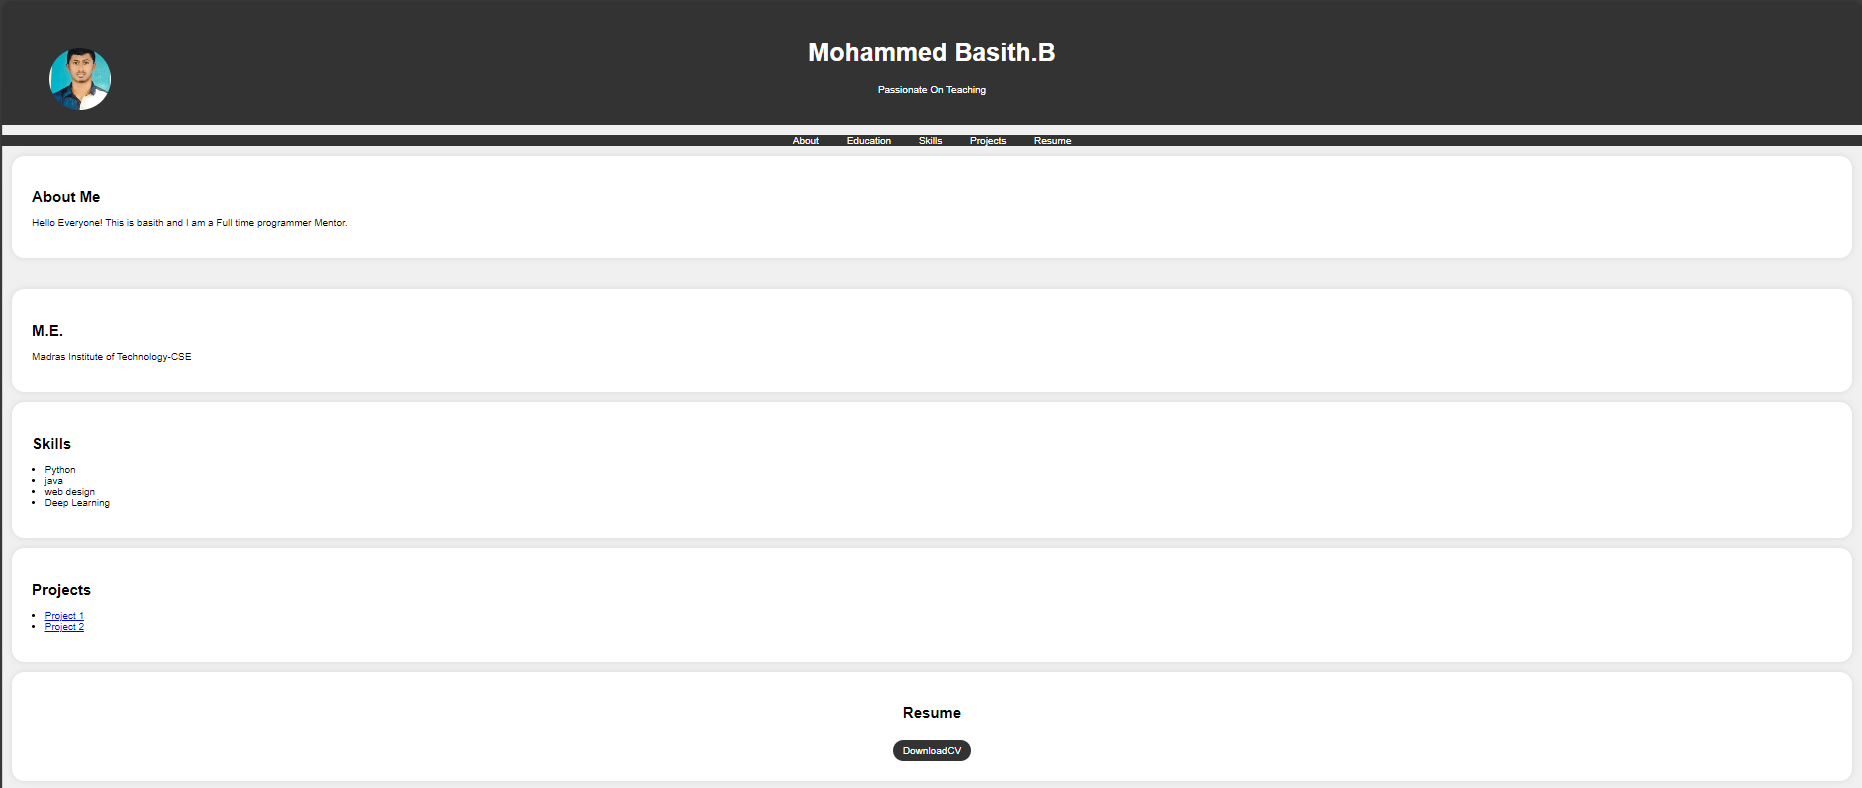 Mohammed Basith.B
Passionate On Teaching
About Education Skills Projects Resume
About Me
Hello Everyone! This is basith and I am a Full time programmer Mentor.
M.E.
Madras Institute of Technology-CSE
Skills
Python
java
web design
Deep Learning
Projects
Project 1
Project 2
Resume
DownloadCV